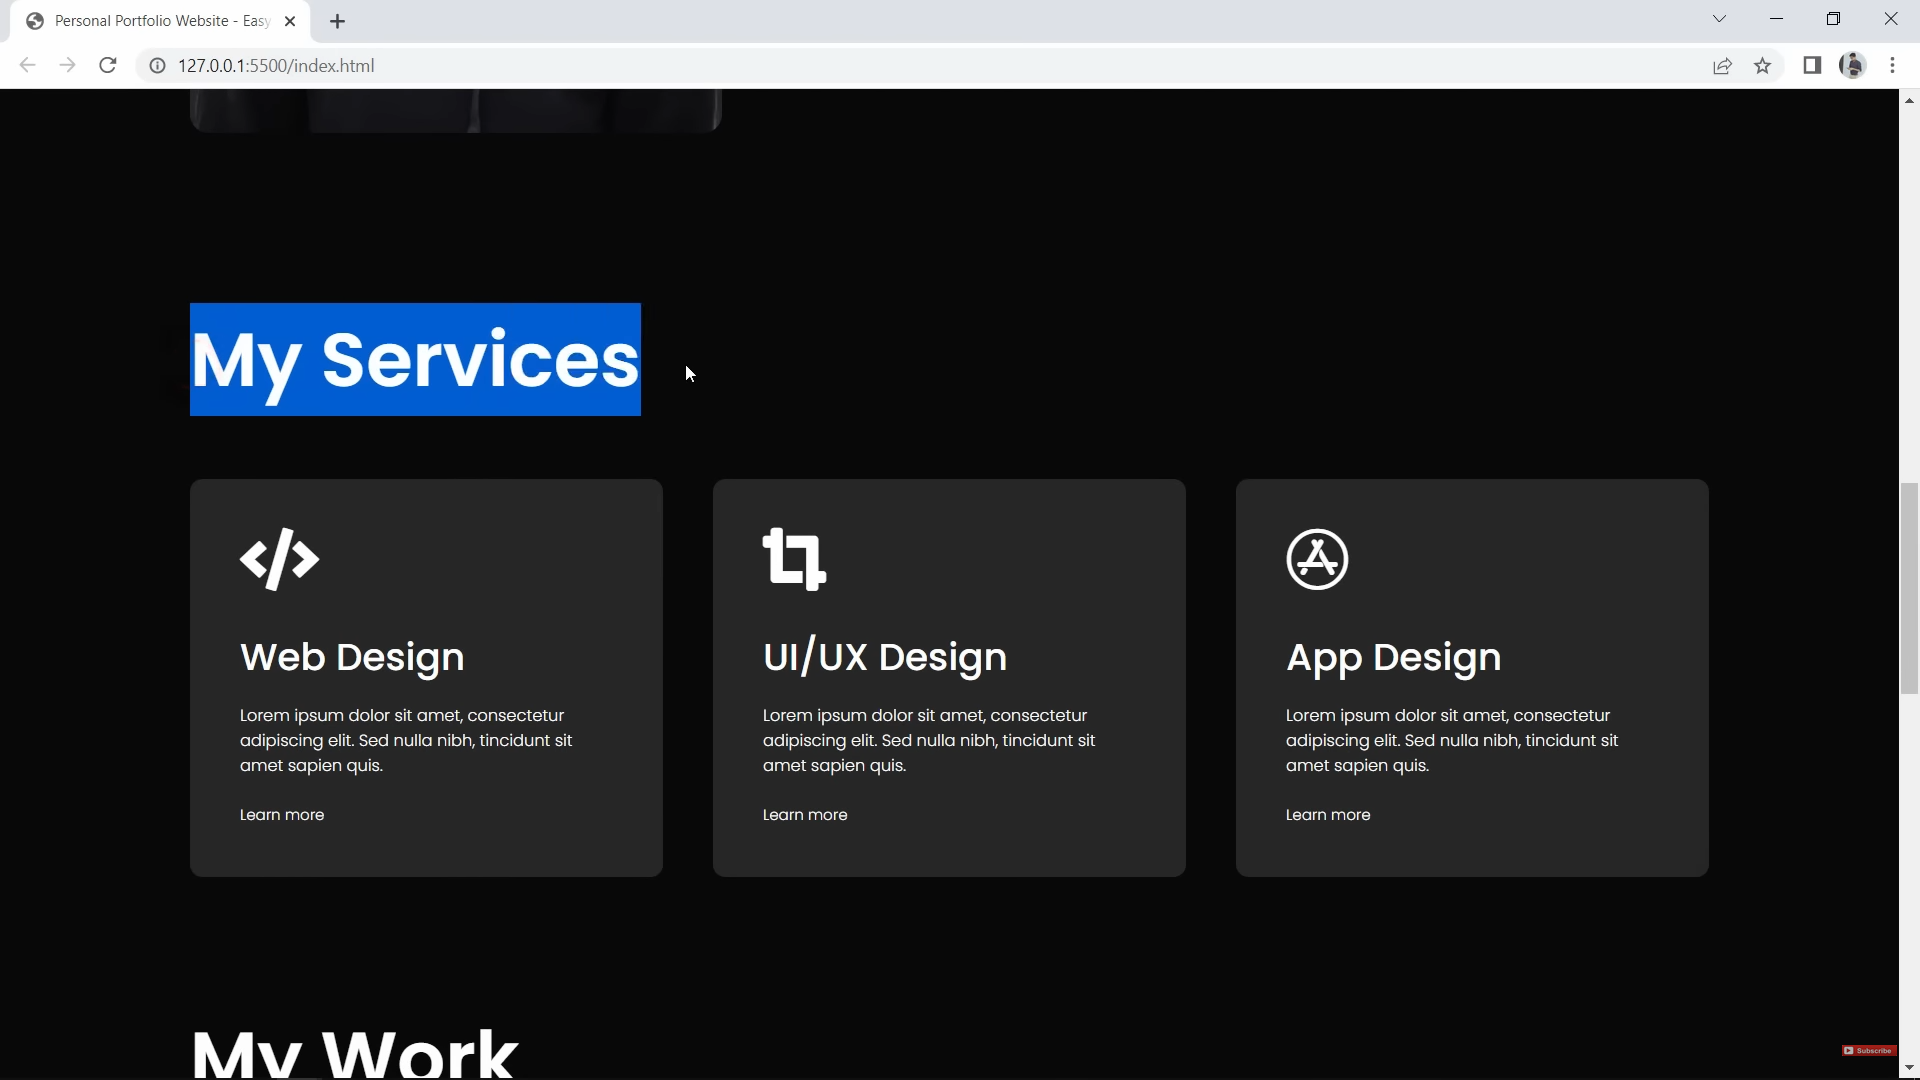 Personal Portfolio Website - Easy
127.0.0.1:5500/index.html
My Services
Web Design
Lorem ipsum dolor sit amet, consectetur
adipiscing elit. Sed nulla nibh, tincidunt sit
amet sapien quis.
Learn more
UI/UX Design
Lorem ipsum dolor sit amet, consectetur
adipiscing elit. Sed nulla nibh, tincidunt sit
amet sapien quis.
Learn more
App Design
Lorem ipsum dolor sit amet, consectetur
adipiscing elit. Sed nulla nibh, tincidunt sit
amet sapien quis.
Learn more
My Work
Subscribe